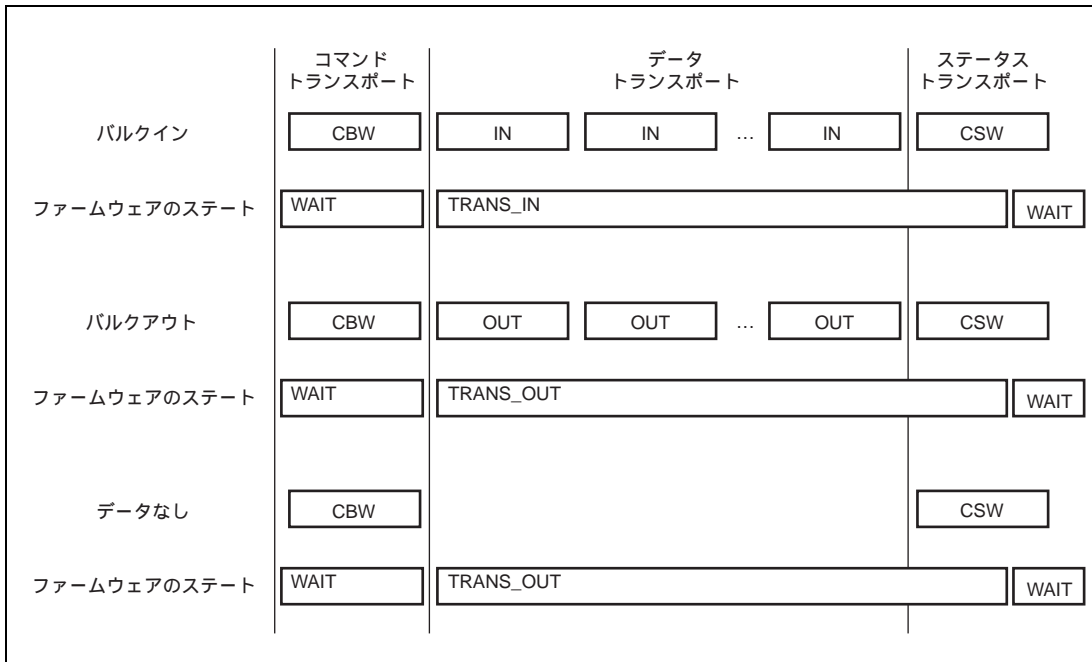 コマンド
トランスポート
データ
トランスポート
ステータス
トランスポート
バルクイン CBW IN IN … IN CSW
ファームウェアのステート WAIT TRANS_IN WAIT
バルクアウト CBW OUT OUT … OUT CSW
ファームウェアのステート WAIT TRANS_OUT WAIT
データなし CBW CSW
ファームウェアのステート WAIT TRANS_OUT WAIT